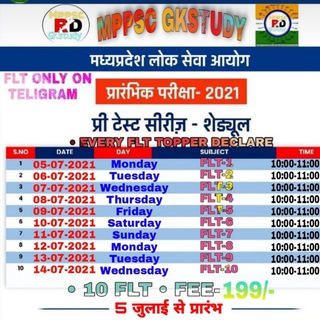 MPPSC
P₹D
Gkstudy
MPPSC GKSTUDY
मध्यप्रदेश लोक सेवा आयोग
FLT ONLY ON
TELIGRAM
प्रारंभिक परीक्षा- 2021
प्री टेस्ट सीरीज़ - शेड्यूल
• EVERY FLT TOPPER DECLARE
S.NO DATE DAY SUBJECT TIME
1 05-07-2021 Monday FLT-1 10:00-11:00
2 06-07-2021 Tuesday FLT-2 10:00-11:00
3 07-07-2021 Wednesday FLT-3 10:00-11:00
4 08-07-2021 Thursday FLT-4 10:00-11:00
5 09-07-2021 Friday FLT-5 10:00-11:00
6 10-07-2021 Saturday FLT-6 10:00-11:00
7 11-07-2021 Sunday FLT-7 10:00-11:00
8 12-07-2021 Monday FLT-8 10:00-11:00
9 13-07-2021 Tuesday FLT-9 10:00-11:00
10 14-07-2021 Wednesday FLT-10 10:00-11:00
• 10 FLT • FEE-199/-
5 जुलाई से प्रारंभ